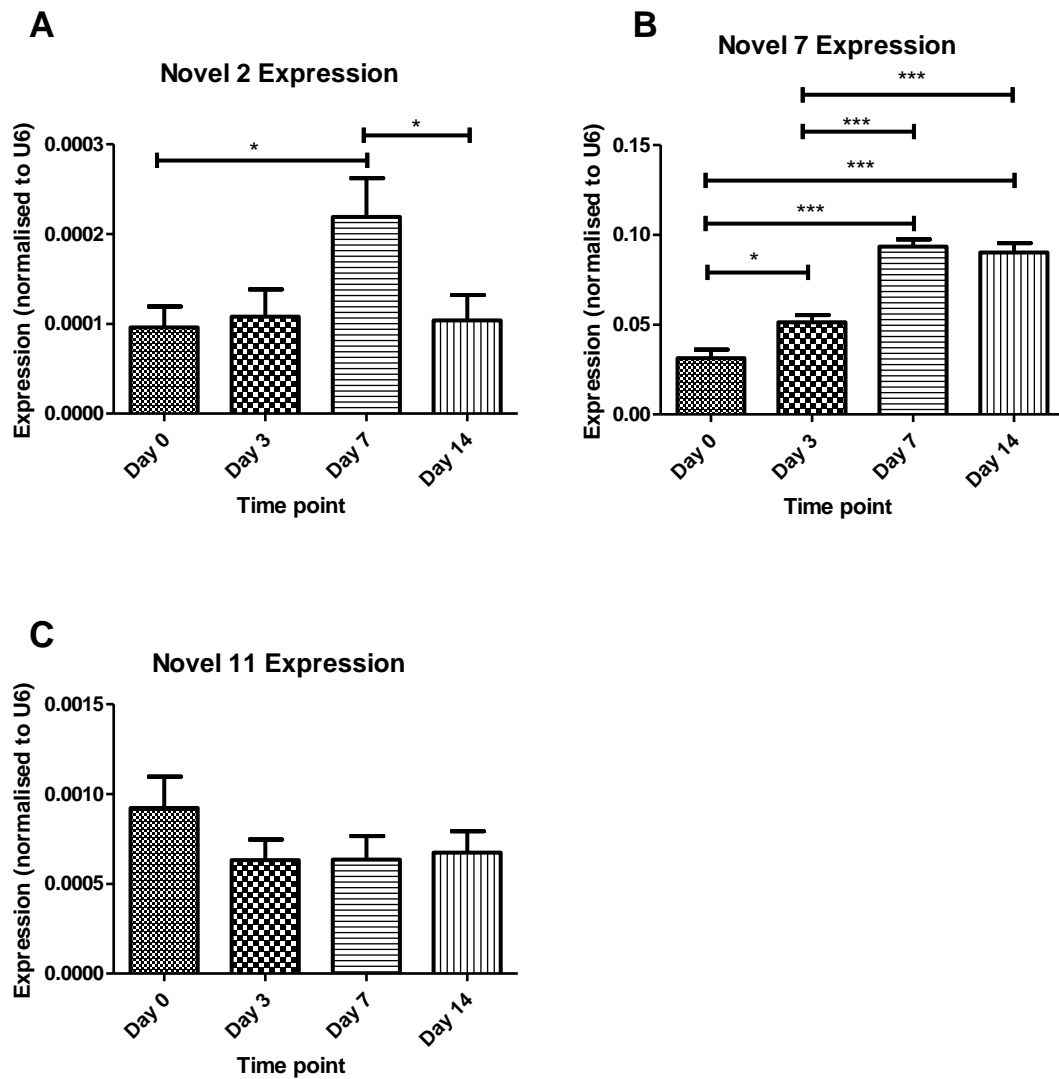 A
Novel 2 Expression
Expression (normalised to U6)
0.0003
0.0002
0.0001
0.0000
*
*
Day 0
Day 3
Day 7
Day 14
Time point
B
Novel 7 Expression
Expression (normalised to U6)
0.15
0.10
0.05
0.00
***
***
***
***
*
Day 0
Day 3
Day 7
Day 14
Time point
C
Novel 11 Expression
Expression (normalised to U6)
0.0015
0.0010
0.0005
0.0000
Day 0
Day 3
Day 7
Day 14
Time point